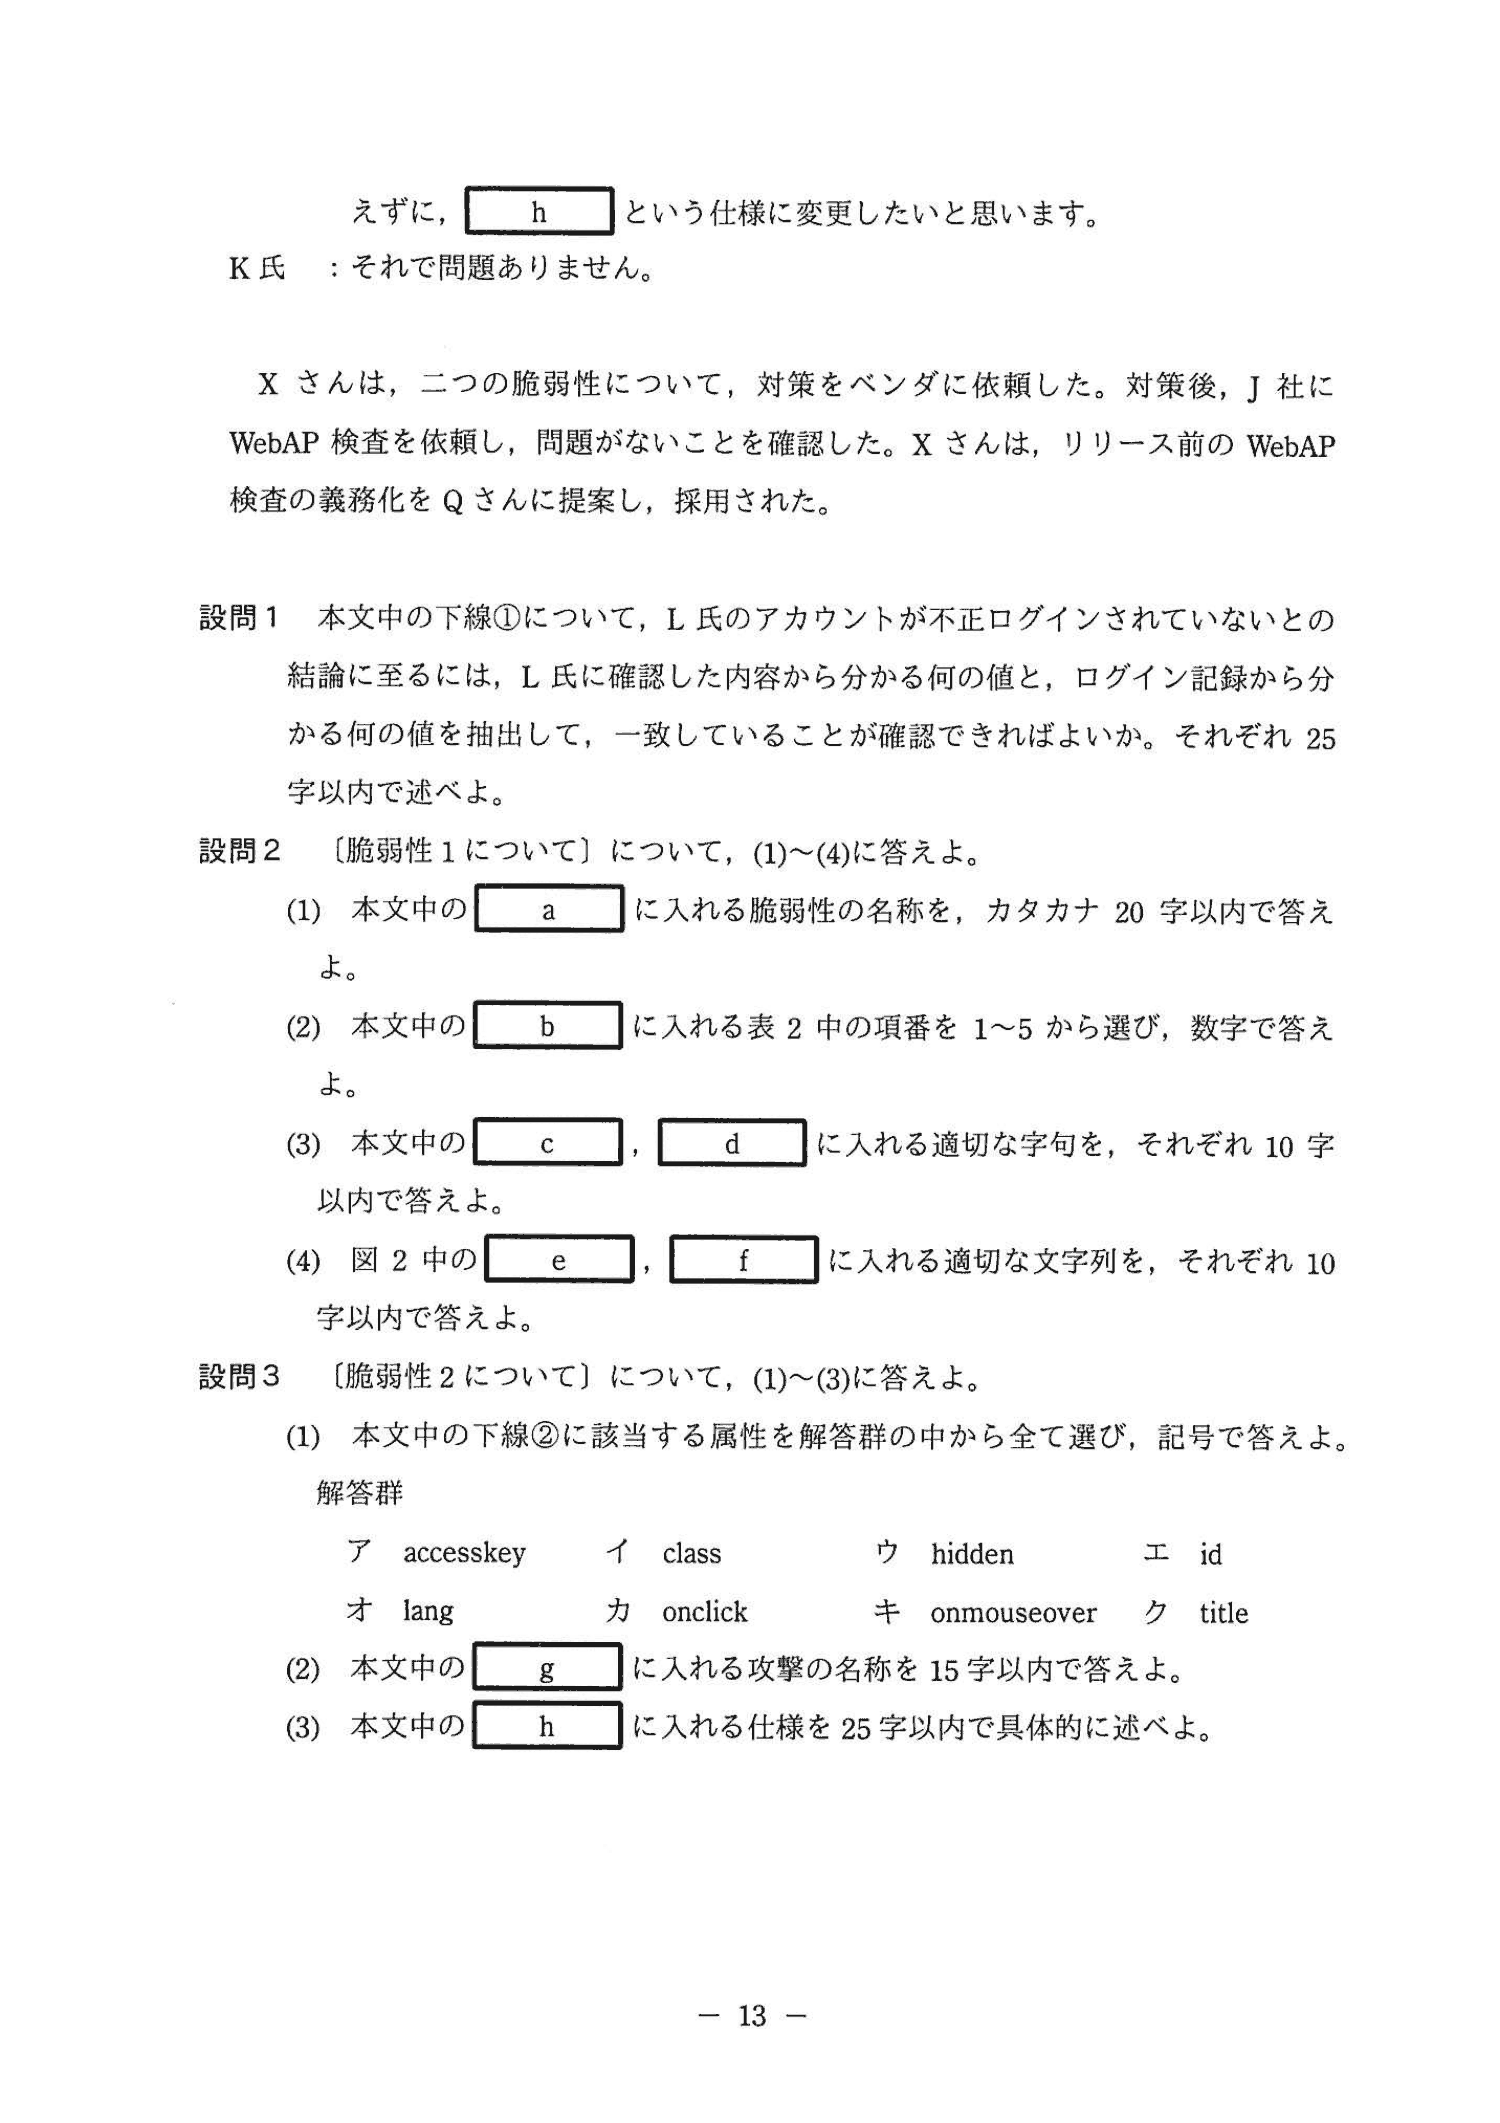 えずに，h という仕様に変更したいと思います。
K 氏　：それで問題ありません。
X さんは，二つの脆弱性について，対策をベンダに依頼した。対策後，J 社に
WebAP 検査を依頼し，問題がないことを確認した。X さんは，リリース前の WebAP
検査の義務化を Q さんに提案し，採用された。
設問1　本文中の下線①について，L 氏のアカウントが不正ログインされていないとの
結論に至るには，L 氏に確認した内容から分かる何の値と，ログイン記録から分
かる何の値を抽出して，一致していることが確認できればよいか。それぞれ 25
字以内で述べよ。
設問2　〔脆弱性 1 について〕について，(1)～(4)に答えよ。
(1)　本文中の a に入れる脆弱性の名称を，カタカナ 20 字以内で答え
よ。
(2)　本文中の b に入れる表 2 中の項番を 1～5 から選び，数字で答え
よ。
(3)　本文中の c ，d に入れる適切な字句を，それぞれ 10 字
以内で答えよ。
(4)　図 2 中の e ，f に入れる適切な文字列を，それぞれ 10
字以内で答えよ。
設問3　〔脆弱性 2 について〕について，(1)～(3)に答えよ。
(1)　本文中の下線②に該当する属性を解答群の中から全て選び，記号で答えよ。
解答群
ア　accesskey　イ　class　ウ　hidden　エ　id
オ　lang　カ　onclick　キ　onmouseover　ク　title
(2)　本文中の g に入れる攻撃の名称を 15 字以内で答えよ。
(3)　本文中の h に入れる仕様を 25 字以内で具体的に述べよ。
－ 13 －